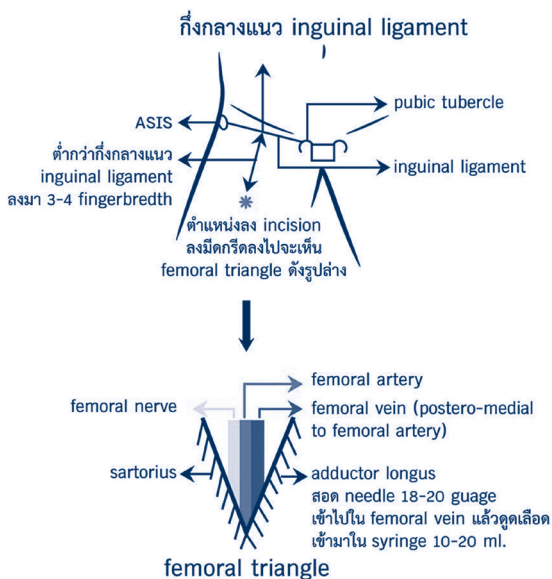 กึ่งกลางแนว inguinal ligament
ASIS
pubic tubercle
ต่ำกว่ากึ่งกลางแนว
inguinal ligament
ลงมา 3-4 fingerbredth
inguinal ligament
ตำแหน่งลง incision
ลงมีดกรีดลงไปจะเห็น
femoral triangle ดังรูปล่าง
femoral artery
femoral nerve
femoral vein (postero-medial
to femoral artery)
sartorius
adductor longus
สอด needle 18-20 guage
เข้าไปใน femoral vein แล้วดูดเลือด
เข้ามาใน syringe 10-20 ml.
femoral triangle